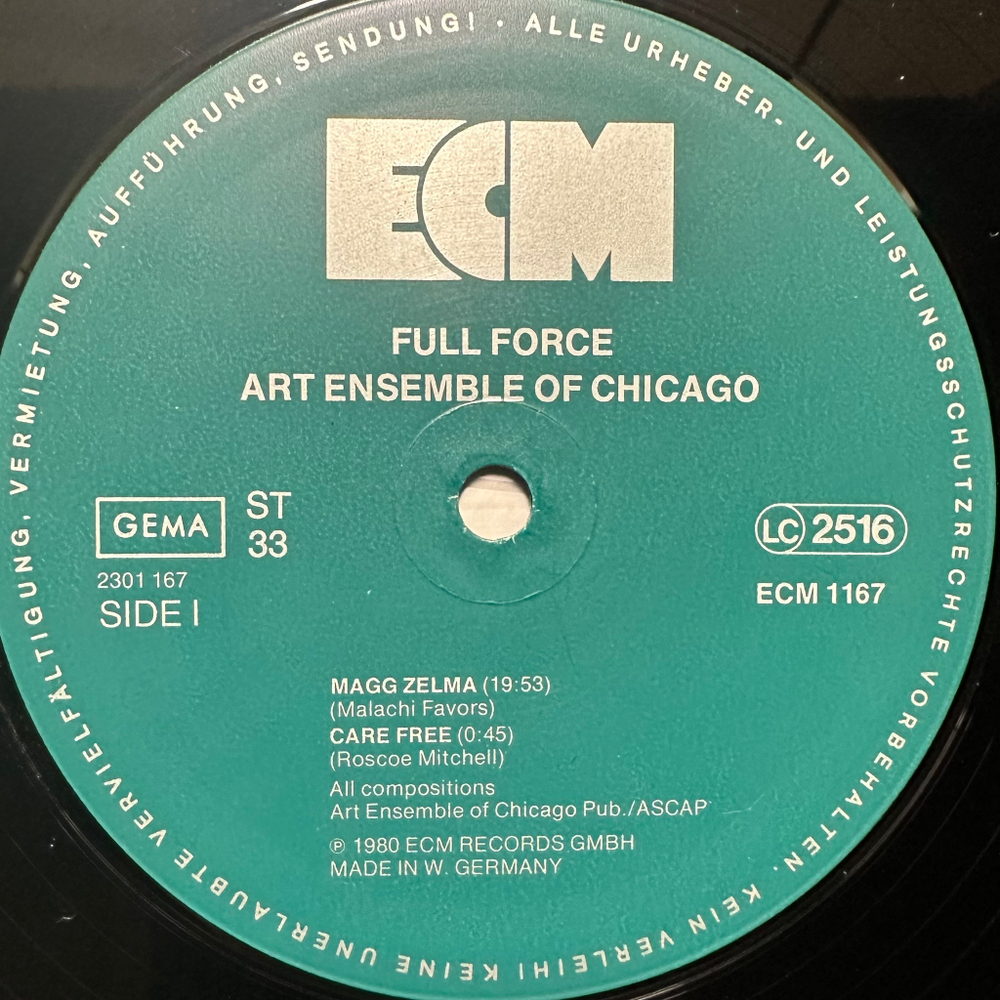 ALLE URHEBER- UND LEISTUNGSSCHUTZRECHTE VORBEHALTEN. KEIN VERLEIH! KEINE UNERLAUBTE VERVIELFÄLTIGUNG, VERMIETUNG, AUFFÜHRUNG, SENDUNG! ·
ECM
FULL FORCE
ART ENSEMBLE OF CHICAGO
GEMA
ST
33
2301 167
SIDE I
LC 2516
ECM 1167
MAGG ZELMA (19:53)
(Malachi Favors)
CARE FREE (0:45)
(Roscoe Mitchell)
All compositions
Art Ensemble of Chicago Pub./ASCAP
℗ 1980 ECM RECORDS GMBH
MADE IN W. GERMANY